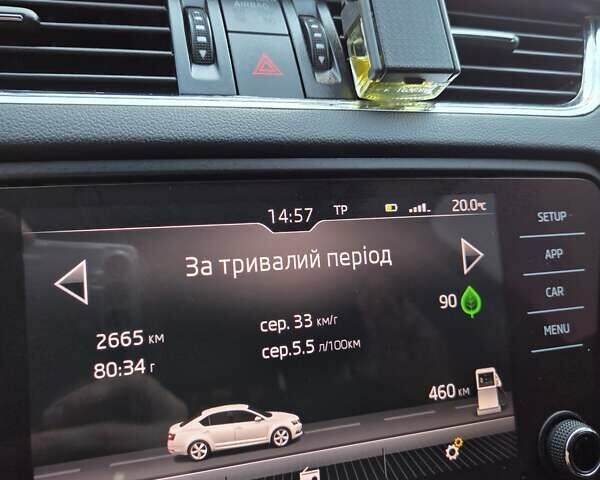 AIRBAG
14:57 TP 20.0°C
За тривалий період
2665 км
80:34 г
сер. 33 км/г
сер.5.5 л/100км
90
460 км
SETUP
APP
CAR
MENU